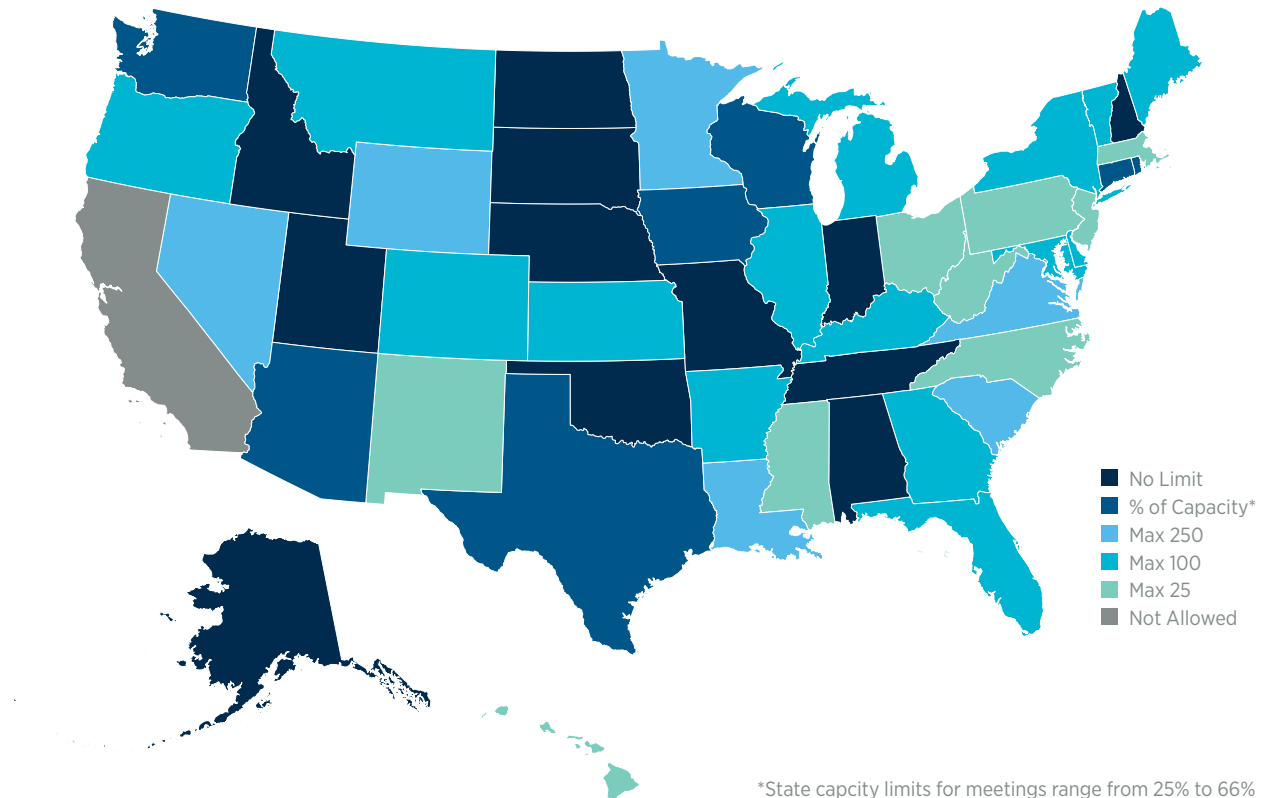 No Limit
% of Capacity*
Max 250
Max 100
Max 25
Not Allowed
*State capcity limits for meetings range from 25% to 66%